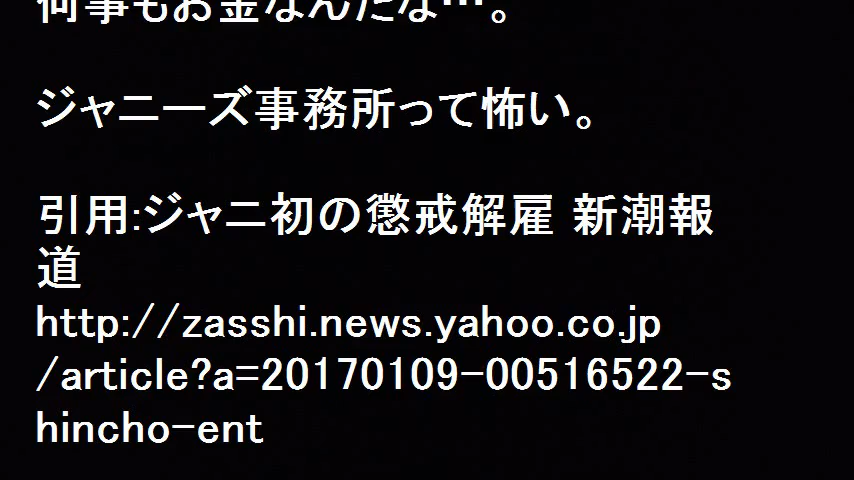 何事もお金なんだな…。
ジャニーズ事務所って怖い。
引用:ジャニ初の懲戒解雇 新潮報
道
http://zasshi.news.yahoo.co.jp
/article?a=20170109-00516522-s
hincho-ent